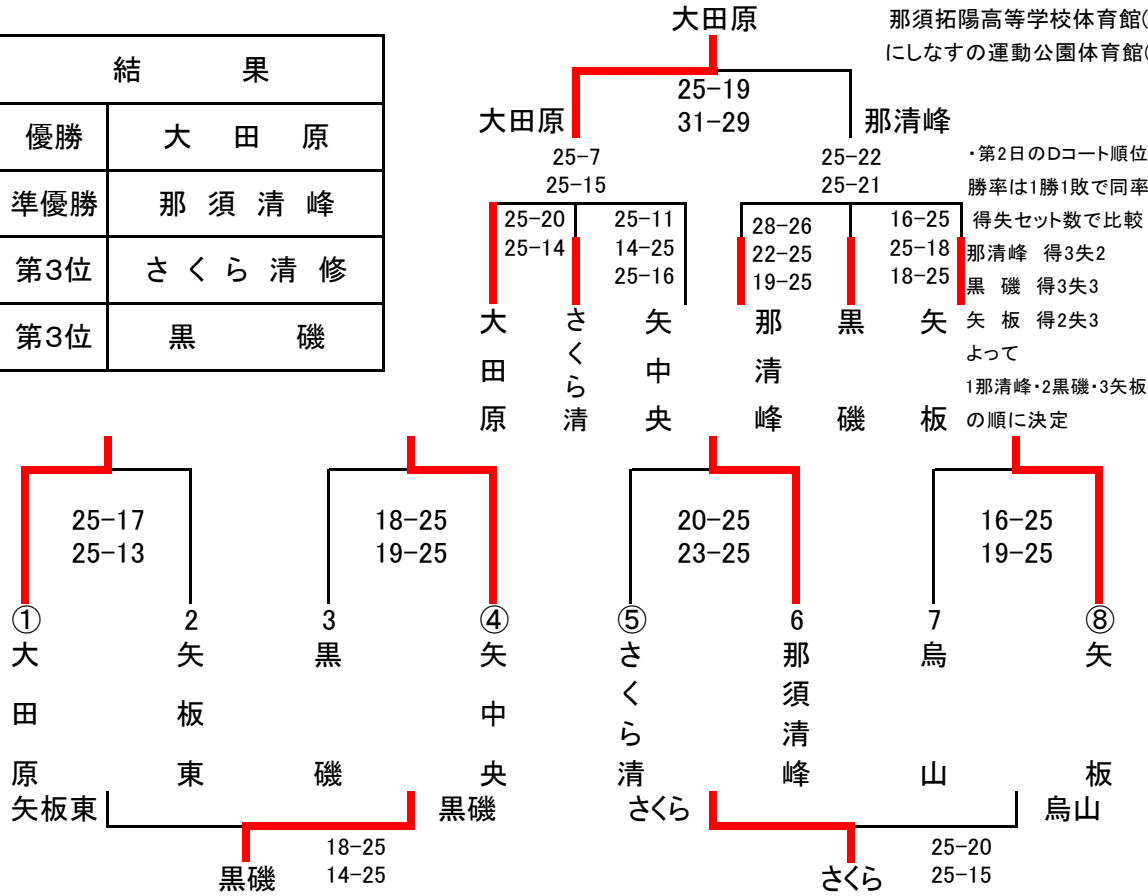 大田原
那須拓陽高等学校体育館(
にしなすの運動公園体育館(
結 果
優勝 大田原
準優勝 那須清峰
第3位 さくら清修
第3位 黒磯
25-19
31-29
大田原
那清峰
25-7
25-15
25-22
25-21
25-20
25-14
25-11
14-25
25-16
28-26
22-25
19-25
16-25
25-18
18-25
・第2日のDコート順位
勝率は1勝1敗で同率
得失セット数で比較
那清峰 得3失2
黒 磯 得3失3
矢 板 得2失3
よって
1那清峰・2黒磯・3矢板
の順に決定
大田原
さくら清
矢中央
那清峰
黒磯
矢板
25-17
25-13
18-25
19-25
20-25
23-25
16-25
19-25
① 2 3 ④ ⑤ 6 7 ⑧
大田原
矢板東
黒磯
矢中央
さくら清
那須清峰
烏山
矢板
矢板東
黒磯
さくら
烏山
18-25
14-25
黒磯
25-20
25-15
さくら